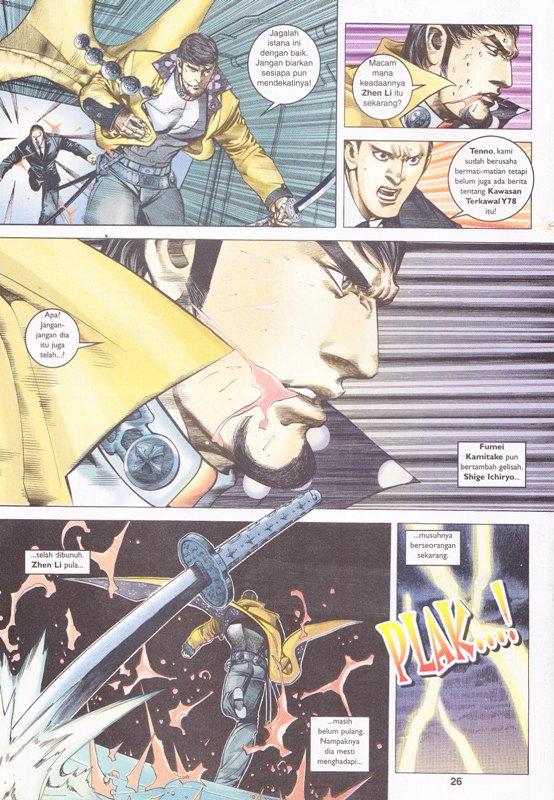 Jagalah
istana ini
dengan baik.
Jangan biarkan
sesiapa pun
mendekatinya!
Macam
mana
keadaannya
Zhen Li itu
sekarang?
Tenno, kami
sudah berusaha
bermati-matian tetapi
belum juga ada berita
tentang Kawasan
Terkawal Y78
itu!
Apa?
Jangan-
jangan dia
itu juga
telah...?
Fumei
Kamitake pun
bertambah gelisah.
Shige Ichiryo...
...telah dibunuh.
Zhen Li pula...
...masih
belum pulang.
Nampaknya
dia mesti
menghadapi...
...musuhnya
berseorangan
sekarang.
PLAK....!
26